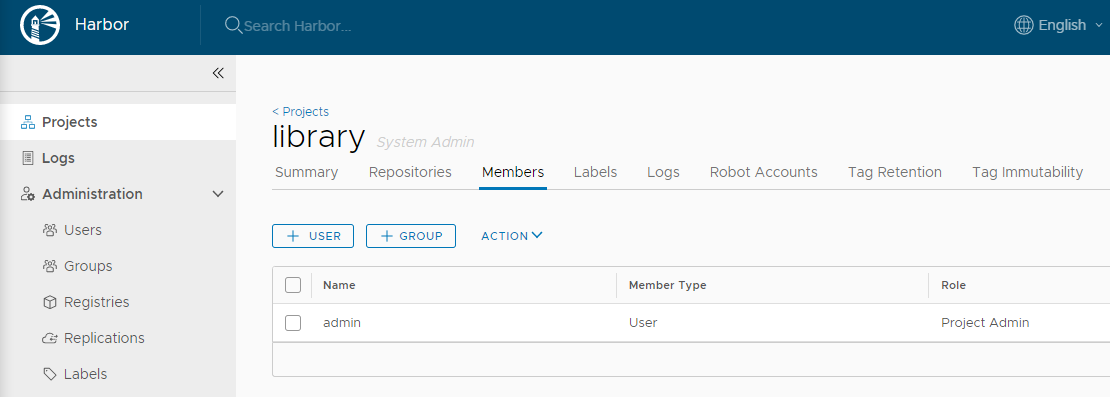 Harbor
Search Harbor...
English
Projects
Logs
Administration
Users
Groups
Registries
Replications
Labels
< Projects
library System Admin
Summary Repositories Members Labels Logs Robot Accounts Tag Retention Tag Immutability
+ USER + GROUP ACTION
Name Member Type Role
admin User Project Admin